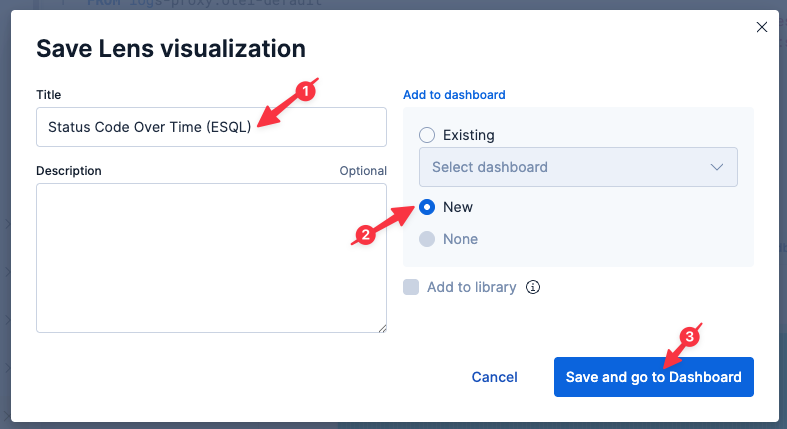 FROM logs-proxy.otel-default
Save Lens visualization
Title
1
Status Code Over Time (ESQL)
Description
Optional
Add to dashboard
Existing
Select dashboard
2
New
None
Add to library
3
Cancel
Save and go to Dashboard